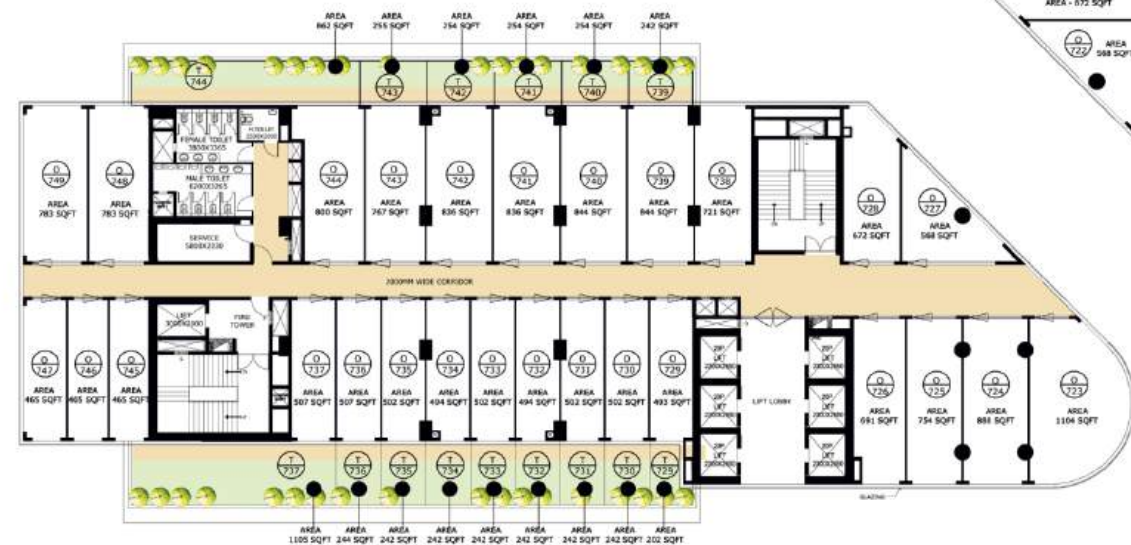 AREA - 672 SQFT
O
722
AREA
568 SQFT
AREA
862 SQFT
AREA
255 SQFT
AREA
254 SQFT
AREA
254 SQFT
AREA
254 SQFT
AREA
242 SQFT
T
744
T
743
T
742
T
741
T
740
T
739
FEMALE TOILET
MALE TOILET
SERVICE
O
749
AREA
783 SQFT
O
748
AREA
783 SQFT
O
744
AREA
800 SQFT
O
743
AREA
767 SQFT
O
742
AREA
836 SQFT
O
741
AREA
836 SQFT
O
740
AREA
844 SQFT
O
739
AREA
844 SQFT
O
738
AREA
721 SQFT
O
728
AREA
672 SQFT
O
727
AREA
568 SQFT
2000MM WIDE CORRIDOR
LIFT
FIRE
TOWER
O
747
AREA
465 SQFT
O
746
AREA
465 SQFT
O
745
AREA
465 SQFT
O
737
AREA
507 SQFT
O
736
AREA
507 SQFT
O
735
AREA
502 SQFT
O
734
AREA
494 SQFT
O
733
AREA
502 SQFT
O
732
AREA
494 SQFT
O
731
AREA
502 SQFT
O
730
AREA
502 SQFT
O
729
AREA
493 SQFT
LIFT
LIFT
LIFT
LIFT LOBBY
LIFT
LIFT
LIFT
O
726
AREA
691 SQFT
O
725
AREA
754 SQFT
O
724
AREA
888 SQFT
O
723
AREA
1104 SQFT
GLAZING
T
737
T
736
T
735
T
734
T
733
T
732
T
731
T
730
T
729
AREA
1105 SQFT
AREA
244 SQFT
AREA
242 SQFT
AREA
242 SQFT
AREA
242 SQFT
AREA
242 SQFT
AREA
242 SQFT
AREA
242 SQFT
AREA
202 SQFT